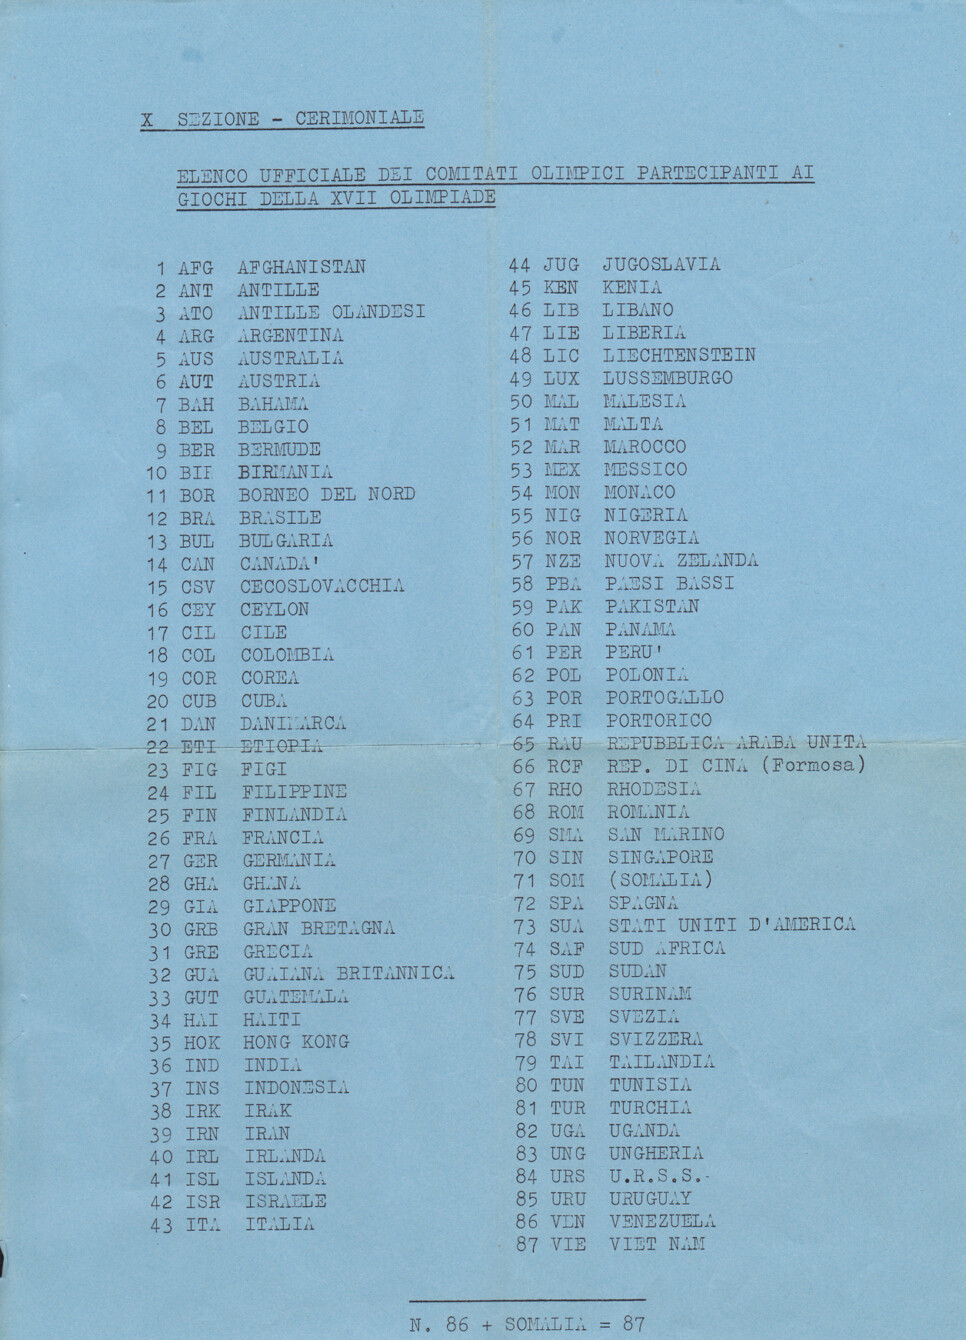 X SEZIONE - CERIMONIALE
ELENCO UFFICIALE DEI COMITATI OLIMPICI PARTECIPANTI AI
GIOCHI DELLA XVII OLIMPIADE
1 AFG AFGHANISTAN
2 ANT ANTILLE
3 ATO ANTILLE OLANDESI
4 ARG ARGENTINA
5 AUS AUSTRALIA
6 AUT AUSTRIA
7 BAH BAHAMA
8 BEL BELGIO
9 BER BERMUDE
10 BIR BIRMANIA
11 BOR BORNEO DEL NORD
12 BRA BRASILE
13 BUL BULGARIA
14 CAN CANADA'
15 CSV CECOSLOVACCHIA
16 CEY CEYLON
17 CIL CILE
18 COL COLOMBIA
19 COR COREA
20 CUB CUBA
21 DAN DANIMARCA
22 ETI ETIOPIA
23 FIG FIGI
24 FIL FILIPPINE
25 FIN FINLANDIA
26 FRA FRANCIA
27 GER GERMANIA
28 GHA GHANA
29 GIA GIAPPONE
30 GRB GRAN BRETAGNA
31 GRE GRECIA
32 GUA GUAIANA BRITANNICA
33 GUT GUATEMALA
34 HAI HAITI
35 HOK HONG KONG
36 IND INDIA
37 INS INDONESIA
38 IRK IRAK
39 IRN IRAN
40 IRL IRLANDA
41 ISL ISLANDA
42 ISR ISRAELE
43 ITA ITALIA
44 JUG JUGOSLAVIA
45 KEN KENIA
46 LIB LIBANO
47 LIE LIBERIA
48 LIC LIECHTENSTEIN
49 LUX LUSSEMBURGO
50 MAL MALESIA
51 MAT MALTA
52 MAR MAROCCO
53 MEX MESSICO
54 MON MONACO
55 NIG NIGERIA
56 NOR NORVEGIA
57 NZE NUOVA ZELANDA
58 PBA PAESI BASSI
59 PAK PAKISTAN
60 PAN PANAMA
61 PER PERU'
62 POL POLONIA
63 POR PORTOGALLO
64 PRI PORTORICO
65 RAU REPUBBLICA ARABA UNITA
66 RCF REP. DI CINA (Formosa)
67 RHO RHODESIA
68 ROM ROMANIA
69 SMA SAN MARINO
70 SIN SINGAPORE
71 SOM (SOMALIA)
72 SPA SPAGNA
73 SUA STATI UNITI D'AMERICA
74 SAF SUD AFRICA
75 SUD SUDAN
76 SUR SURINAM
77 SVE SVEZIA
78 SVI SVIZZERA
79 TAI TAILANDIA
80 TUN TUNISIA
81 TUR TURCHIA
82 UGA UGANDA
83 UNG UNGHERIA
84 URS U.R.S.S.
85 URU URUGUAY
86 VEN VENEZUELA
87 VIE VIET NAM
N. 86 + SOMALIA = 87